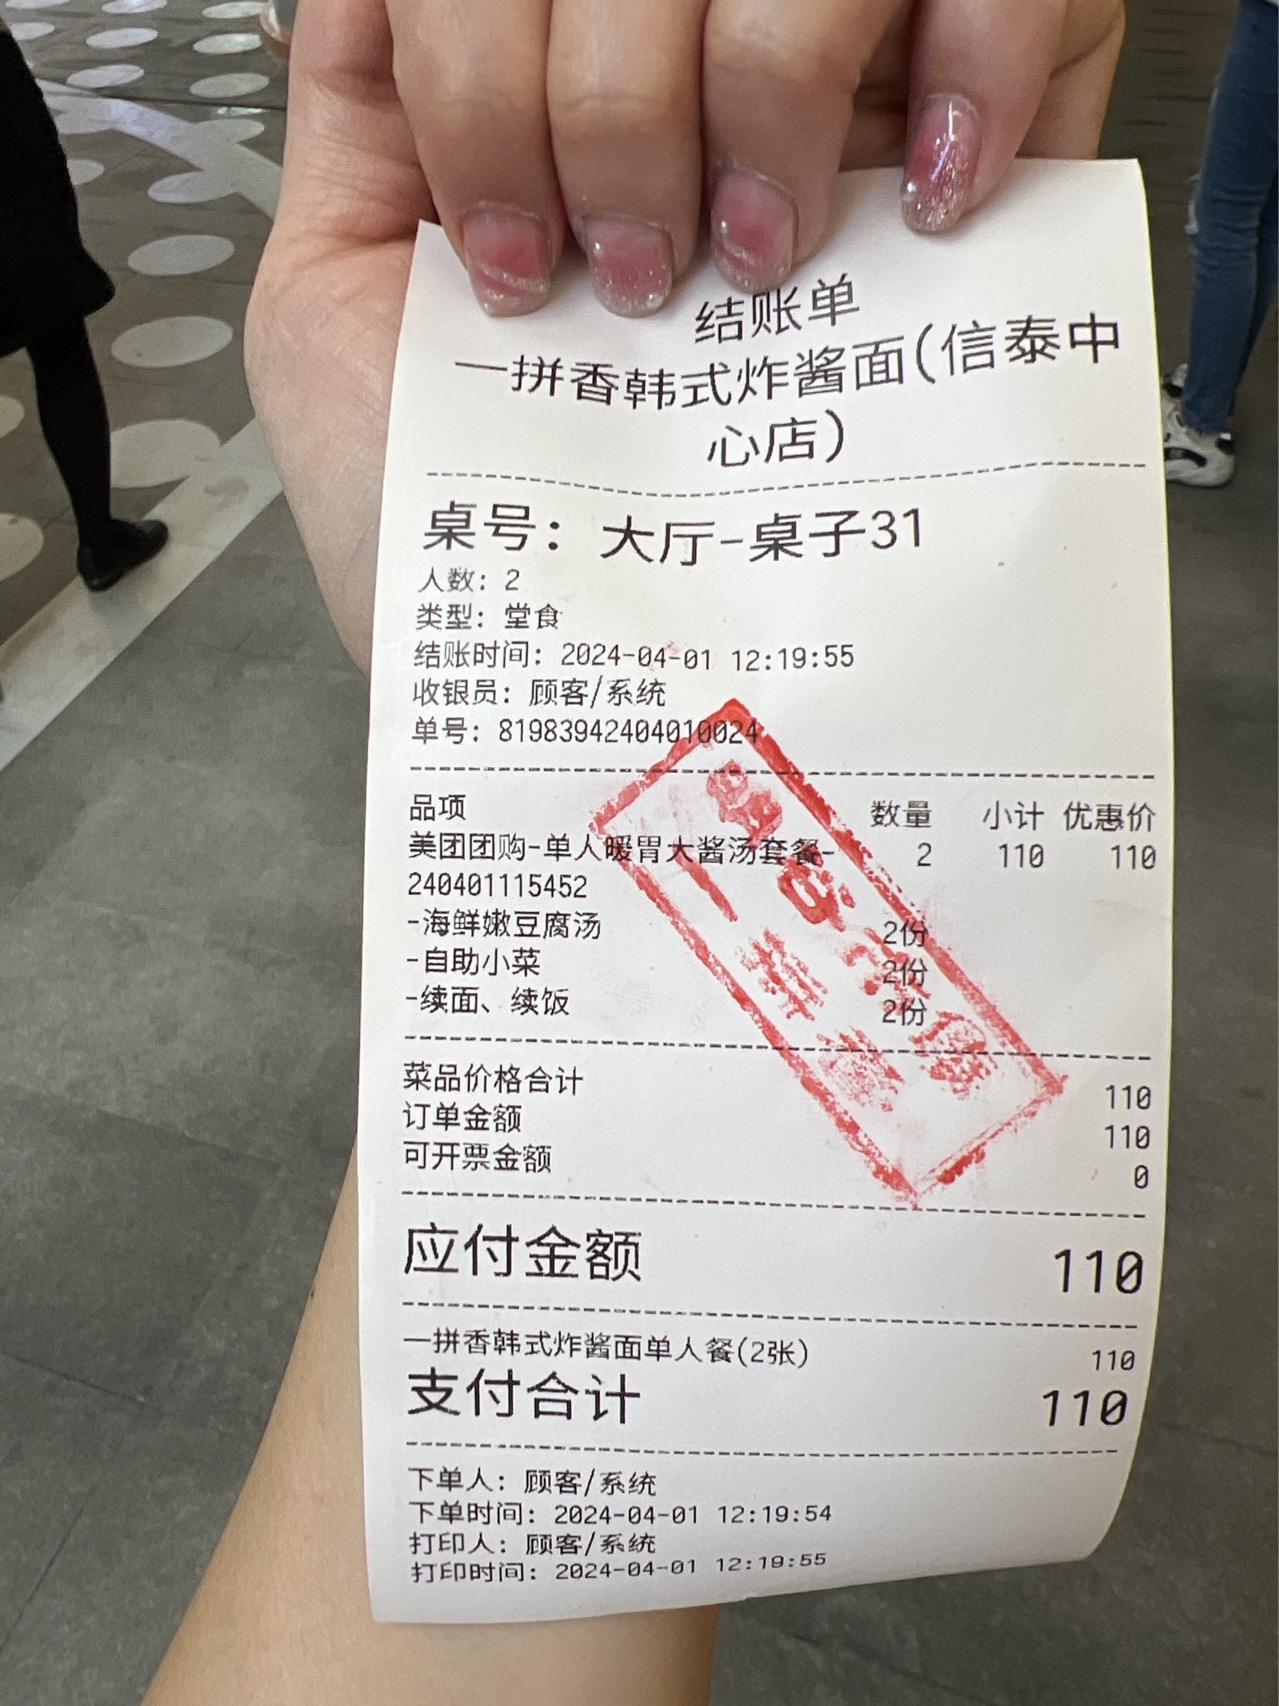 结账单
一拼香韩式炸酱面(信泰中
心店)
桌号: 大厅-桌子31
人数: 2
类型: 堂食
结账时间: 2024-04-01 12:19:55
收银员: 顾客/系统
单号: 81983942404010024
品项 数量 小计 优惠价
美团团购-单人暖胃大酱汤套餐- 2 110 110
240401115452
-海鲜嫩豆腐汤 2份
-自助小菜 2份
-续面、续饭 2份
菜品价格合计 110
订单金额 110
可开票金额 0
应付金额 110
一拼香韩式炸酱面单人餐(2张) 110
支付合计 110
下单人: 顾客/系统
下单时间: 2024-04-01 12:19:54
打印人: 顾客/系统
打印时间: 2024-04-01 12:19:55
一拼香